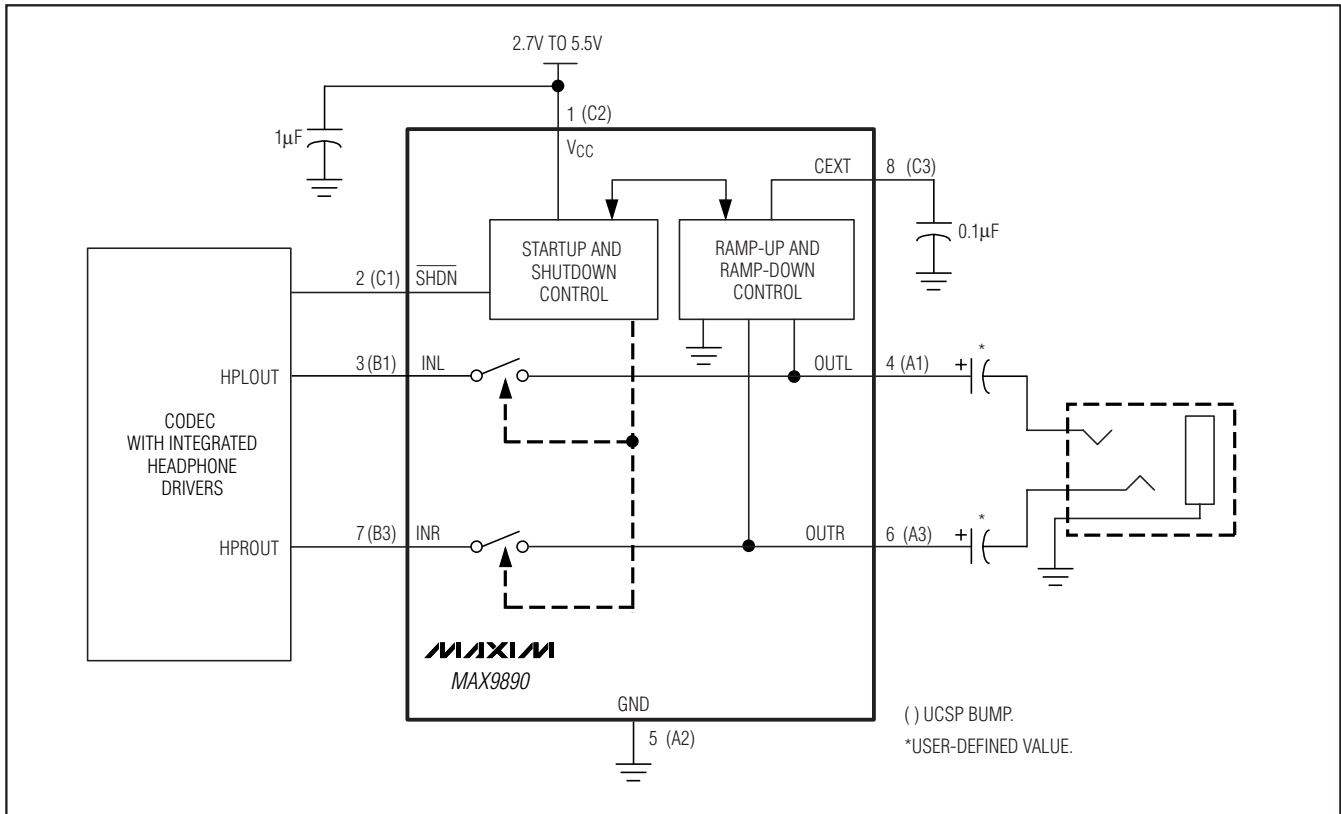 2.7V TO 5.5V
1 (C2)
1μF
VCC
CEXT
8 (C3)
0.1μF
STARTUP AND
SHUTDOWN
CONTROL
RAMP-UP AND
RAMP-DOWN
CONTROL
2 (C1)
SHDN
HPLOUT
3 (B1)
INL
OUTL
4 (A1)
+
*
CODEC
WITH INTEGRATED
HEADPHONE
DRIVERS
HPROUT
7 (B3)
INR
OUTR
6 (A3)
+
*
MAXIM
MAX9890
GND
5 (A2)
( ) UCSP BUMP.
*USER-DEFINED VALUE.